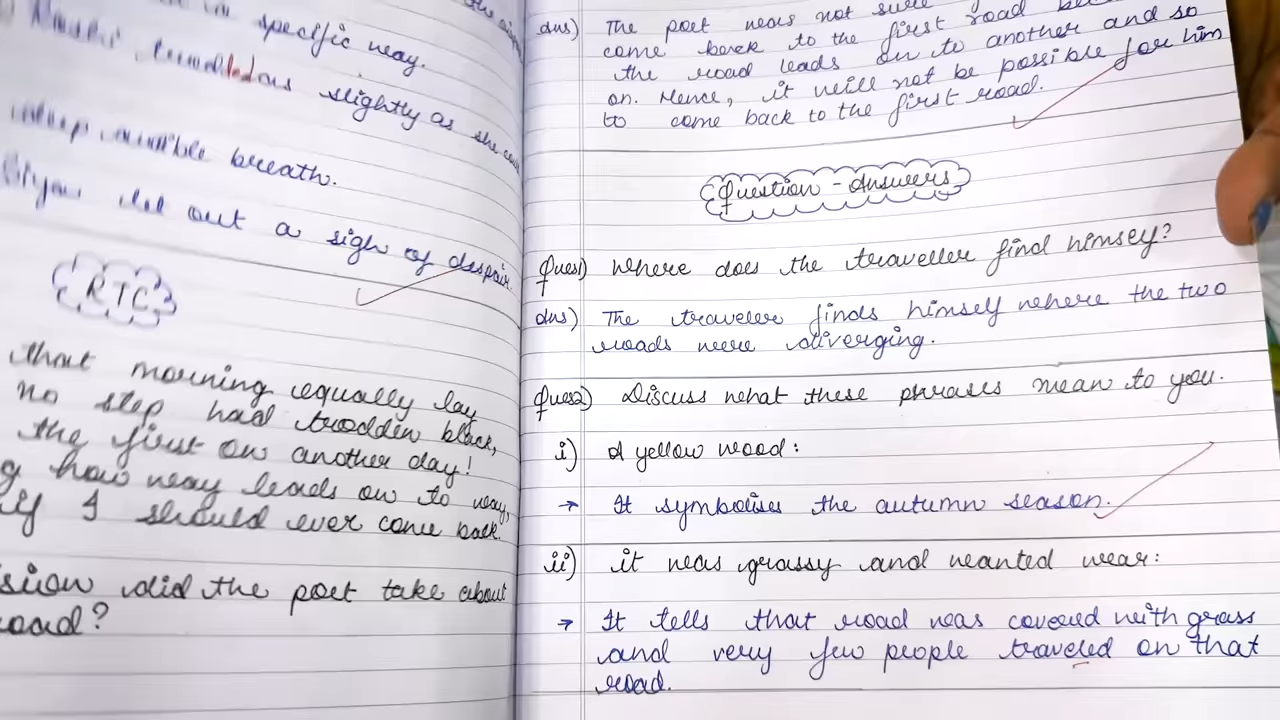 specific way.
slightly as she
breath.
let out a sigh of despair.
RTC
that morning equally lay
no step had trodden black,
the first on another day!
how way leads on to way,
if I should ever come back.
did the poet take about
road?
Ans) The poet was not sure
come back to the first road
the road leads on to another and so
on. Hence, it will not be possible for him
to come back to the first road.
Question - Answers
Ques1) Where does the traveller find himself?
Ans) The traveler finds himself where the two
roads were diverging.
Ques2) Discuss what these phrases mean to you.
i) A yellow wood:
→ It symbolises the autumn season.
ii) it was grassy and wanted wear:
→ It tells that road was covered with grass
and very few people traveled on that
road.